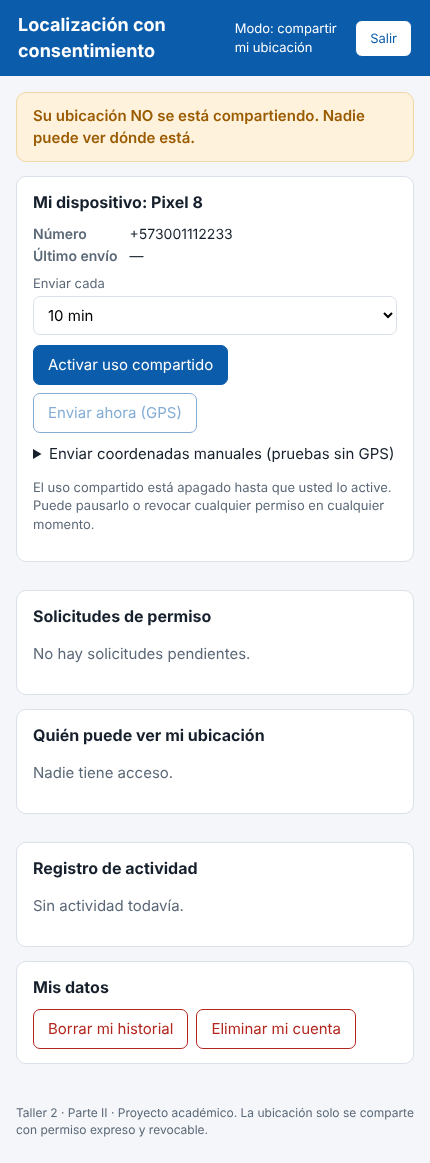 Localización con
consentimiento
Modo: compartir
mi ubicación
Salir
Su ubicación NO se está compartiendo. Nadie
puede ver dónde está.
Mi dispositivo: Pixel 8
Número +573001112233
Último envío —
Enviar cada
10 min
Activar uso compartido
Enviar ahora (GPS)
Enviar coordenadas manuales (pruebas sin GPS)
El uso compartido está apagado hasta que usted lo active.
Puede pausarlo o revocar cualquier permiso en cualquier
momento.
Solicitudes de permiso
No hay solicitudes pendientes.
Quién puede ver mi ubicación
Nadie tiene acceso.
Registro de actividad
Sin actividad todavía.
Mis datos
Borrar mi historial
Eliminar mi cuenta
Taller 2 · Parte II · Proyecto académico. La ubicación solo se comparte
con permiso expreso y revocable.